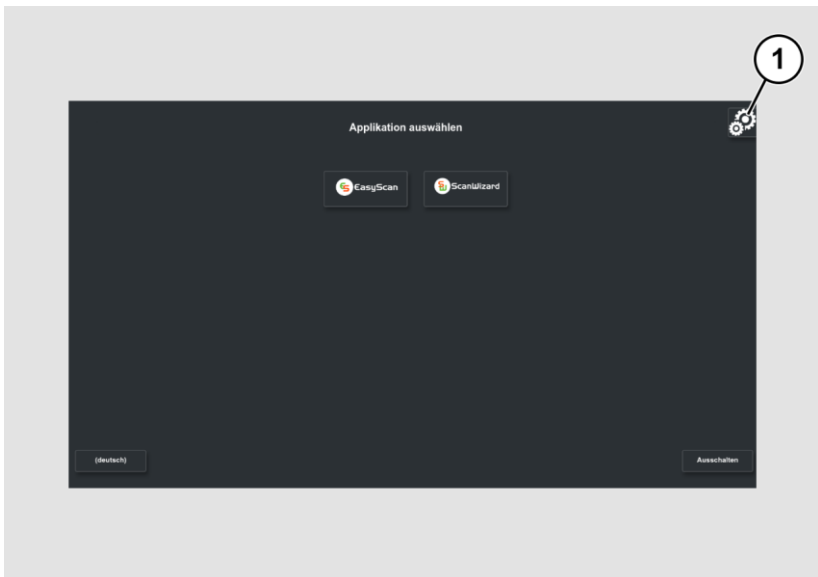 1
Applikation auswählen
EasyScan
ScanWizard
(deutsch)
Ausschalten